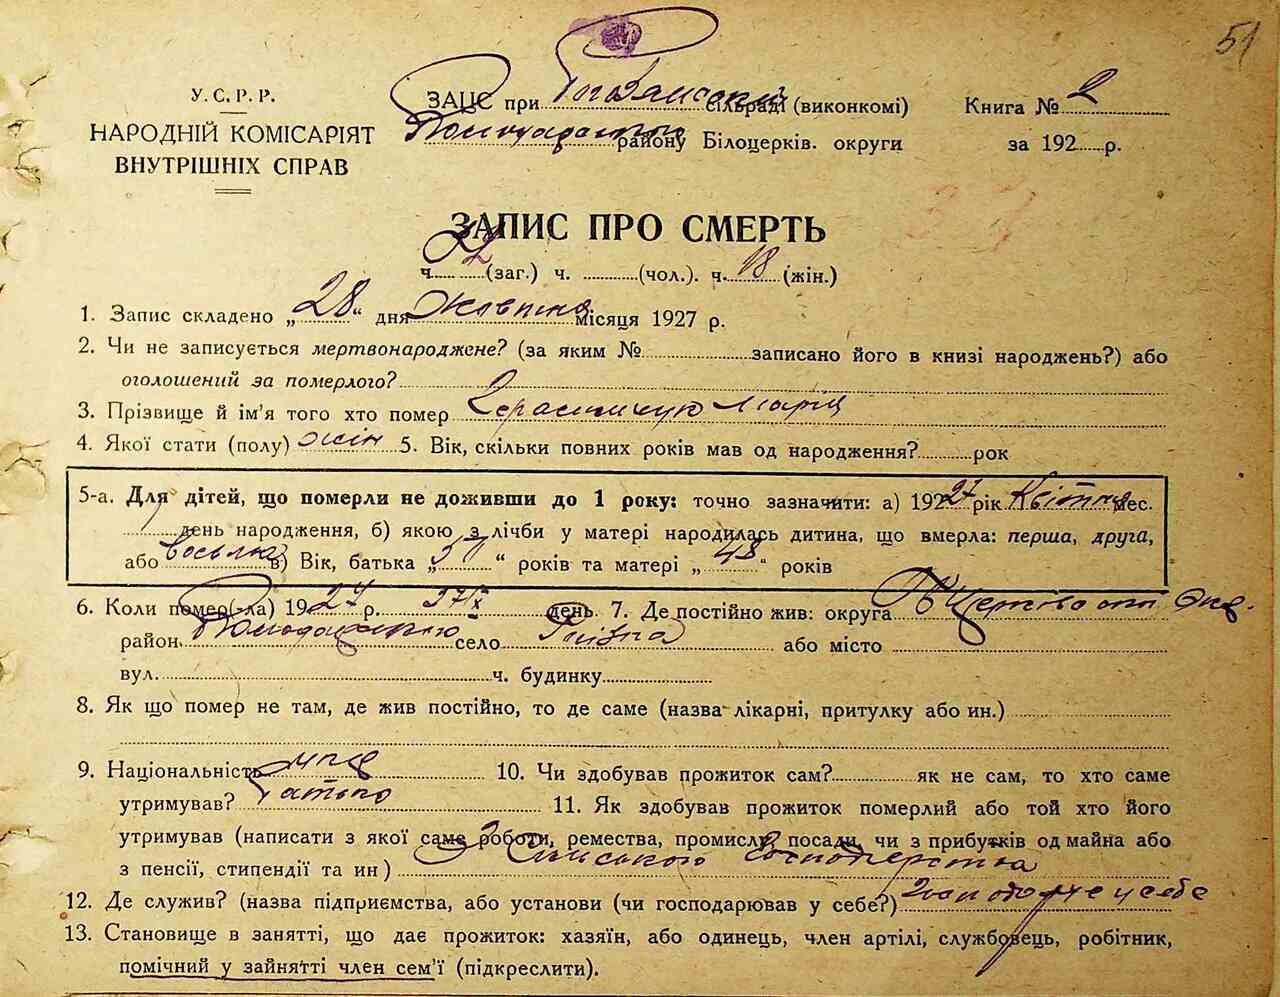 51
У.С.Р.Р.
НАРОДНІЙ КОМІСАРІЯТ
ВНУТРІШНІХ СПРАВ
ЗАЦС при сільраді (виконкомі)
району Білоцерків. округи
Книга № 2
за 192 р.
ЗАПИС ПРО СМЕРТЬ
ч. (заг.) ч. (чол.). ч. 18 (жін.)
1. Запис складено „28“ дня Жовтня місяця 1927 р.
2. Чи не записується мертвонароджене? (за яким № записано його в книзі народжень?) або
оголошений за померлого?
3. Прізвище й ім'я того хто помер Герасимчук Марія
4. Якої стати (полу) жін 5. Вік, скільки повних років мав од народження? рок
5-а. Для дітей, що померли не доживши до 1 року: точно зазначити: а) 1927 рік Квітня мес.
день народження, б) якою з лічби у матері народилась дитина, що вмерла: перша, друга,
або восьма в) Вік, батька „ “ років та матері „48“ років
6. Коли помер(-ла) 1927 р. 27/X день 7. Де постійно жив: округа
район село або місто
вул. ч. будинку
8. Як що помер не там, де жив постійно, то де саме (назва лікарні, притулку або ин.)
9. Національність 10. Чи здобував прожиток сам? як не сам, то хто саме
утримував? батько 11. Як здобував прожиток померлий або той хто його
утримував (написати з якої саме роботи, ремества, промислу, посади, чи з прибутків од майна або
з пенсії, стипендії та ин) З сільського господарства
12. Де служив? (назва підприємства, або установи (чи господарював у себе?) господарює у себе
13. Становище в занятті, що дає прожиток: хазяїн, або одинець, член артілі, службовець, робітник,
помічний у зайнятті член сем'ї (підкреслити).